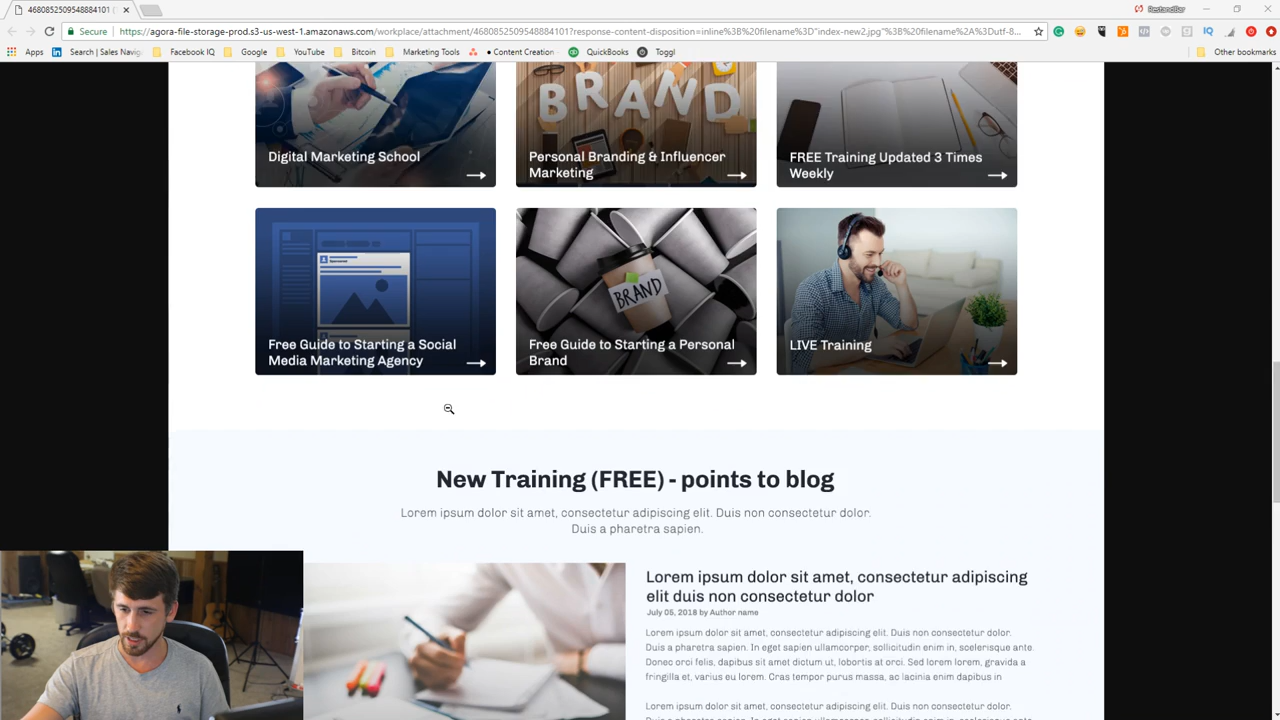 4680852509548884101 (
RestandBar
Secure
https://agora-file-storage-prod.s3-us-west-1.amazonaws.com/workplace/attachment/4680852509548884101?response-content-disposition=inline%3B%20filename%3D"index-new2.jpg"%3B%20filename%2A%3Dutf-8...
Apps
Search | Sales Navig
Facebook IQ
Google
YouTube
Bitcoin
Marketing Tools
Content Creation
QuickBooks
Toggl
Other bookmarks
BRAND
Digital Marketing School
Personal Branding & Influencer
Marketing
FREE Training Updated 3 Times
Weekly
Free Guide to Starting a Social
Media Marketing Agency
BRAND
Free Guide to Starting a Personal
Brand
LIVE Training
New Training (FREE) - points to blog
Lorem ipsum dolor sit amet, consectetur adipiscing elit. Duis non consectetur dolor.
Duis a pharetra sapien.
Lorem ipsum dolor sit amet, consectetur adipiscing
elit duis non consectetur dolor
July 05, 2018 by Author name
Lorem ipsum dolor sit amet, consectetur adipiscing elit. Duis non consectetur dolor.
Duis a pharetra sapien. In eget sapien ullamcorper, sollicitudin enim in, scelerisque ante.
Donec orci felis, dapibus sit amet dictum ut, lobortis at orci. Sed lorem lorem, gravida a
fringilla et, varius eu lorem. Cras tempor purus massa, ac lacinia enim dapibus in
Lorem ipsum dolor sit amet, consectetur adipiscing elit. Duis non consectetur dolor.